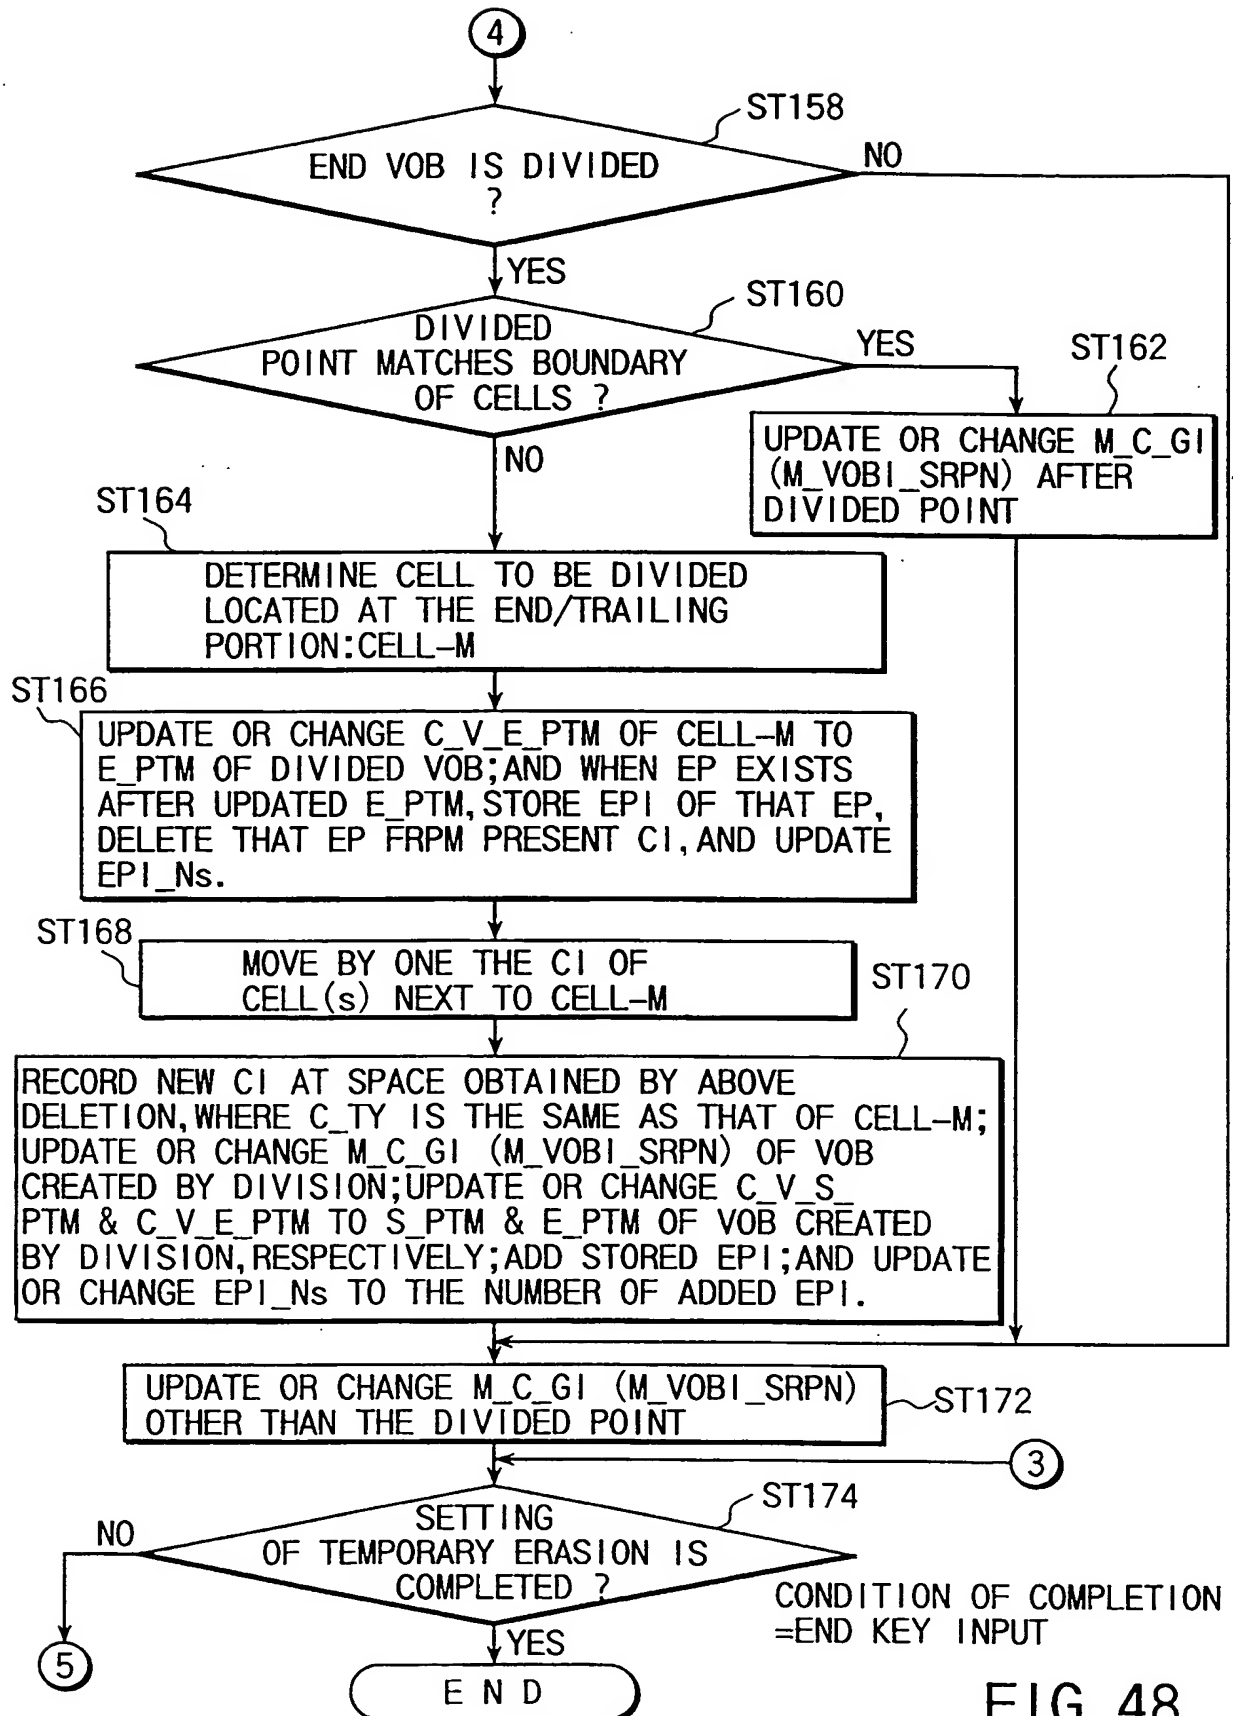 4
ST158
END VOB IS DIVIDED
?
NO
YES
ST160
DIVIDED
POINT MATCHES BOUNDARY
OF CELLS ?
YES
ST162
UPDATE OR CHANGE M_C_GI
(M_VOBI_SRPN) AFTER
DIVIDED POINT
NO
ST164
DETERMINE CELL TO BE DIVIDED
LOCATED AT THE END/TRAILING
PORTION:CELL-M
ST166
UPDATE OR CHANGE C_V_E_PTM OF CELL-M TO
E_PTM OF DIVIDED VOB;AND WHEN EP EXISTS
AFTER UPDATED E_PTM,STORE EPI OF THAT EP,
DELETE THAT EP FRPM PRESENT CI,AND UPDATE
EPI_Ns.
ST168
MOVE BY ONE THE CI OF
CELL(s) NEXT TO CELL-M
ST170
RECORD NEW CI AT SPACE OBTAINED BY ABOVE
DELETION,WHERE C_TY IS THE SAME AS THAT OF CELL-M;
UPDATE OR CHANGE M_C_GI (M_VOBI_SRPN) OF VOB
CREATED BY DIVISION;UPDATE OR CHANGE C_V_S_
PTM & C_V_E_PTM TO S_PTM & E_PTM OF VOB CREATED
BY DIVISION,RESPECTIVELY;ADD STORED EPI;AND UPDATE
OR CHANGE EPI_Ns TO THE NUMBER OF ADDED EPI.
UPDATE OR CHANGE M_C_GI (M_VOBI_SRPN)
OTHER THAN THE DIVIDED POINT
ST172
3
ST174
SETTING
OF TEMPORARY ERASION IS
COMPLETED ?
NO
5
CONDITION OF COMPLETION
=END KEY INPUT
YES
END
FIG. 48